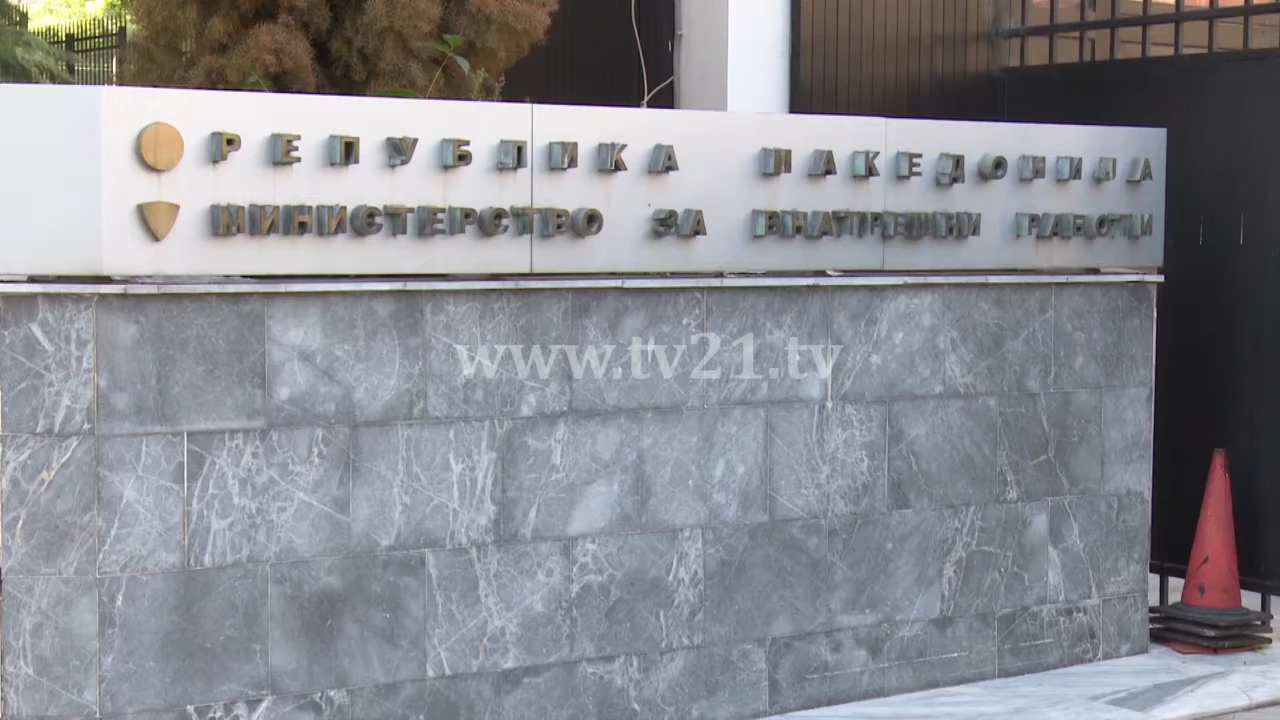 РЕПУБЛИКА МАКЕДОНИЈА
МИНИСТЕРСТВО ЗА ВНАТРЕШНИ РАБОТИ
www.tv21.tv